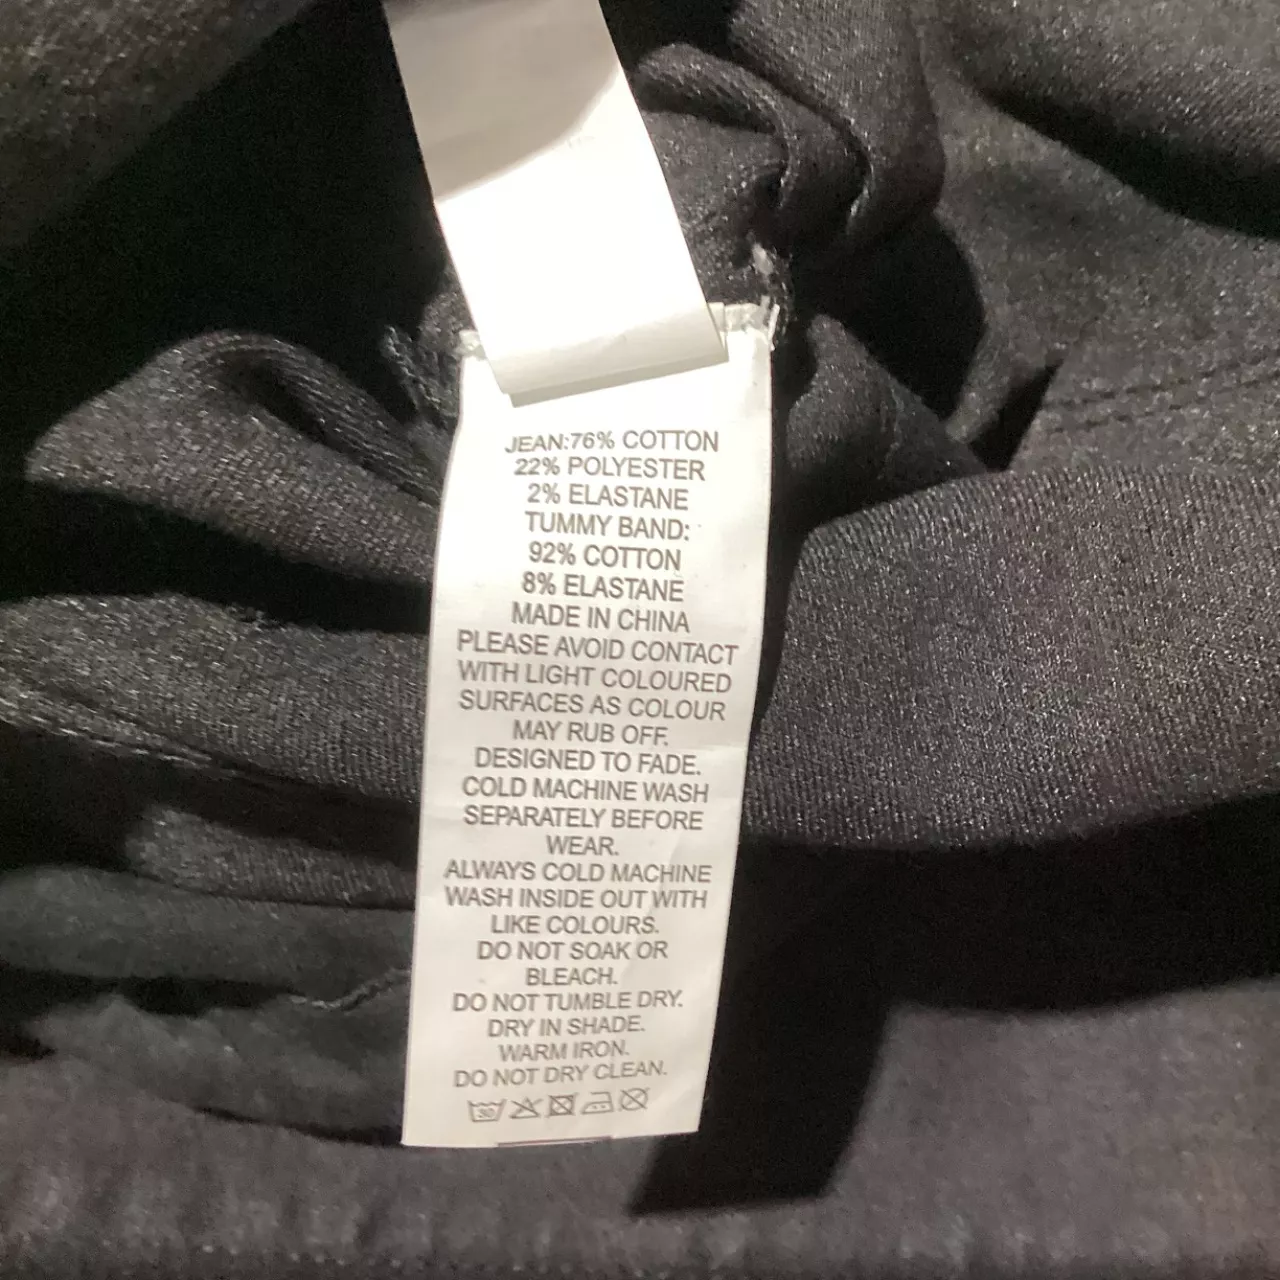 JEAN:76% COTTON
22% POLYESTER
2% ELASTANE
TUMMY BAND:
92% COTTON
8% ELASTANE
MADE IN CHINA
PLEASE AVOID CONTACT
WITH LIGHT COLOURED
SURFACES AS COLOUR
MAY RUB OFF.
DESIGNED TO FADE.
COLD MACHINE WASH
SEPARATELY BEFORE
WEAR.
ALWAYS COLD MACHINE
WASH INSIDE OUT WITH
LIKE COLOURS.
DO NOT SOAK OR
BLEACH.
DO NOT TUMBLE DRY.
DRY IN SHADE.
WARM IRON.
DO NOT DRY CLEAN.
30